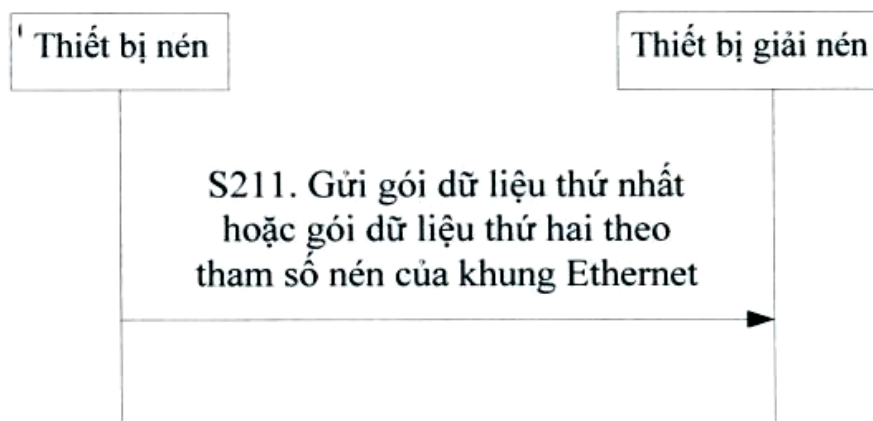 Thiết bị nén
Thiết bị giải nén
S211. Gửi gói dữ liệu thứ nhất
hoặc gói dữ liệu thứ hai theo
tham số nén của khung Ethernet